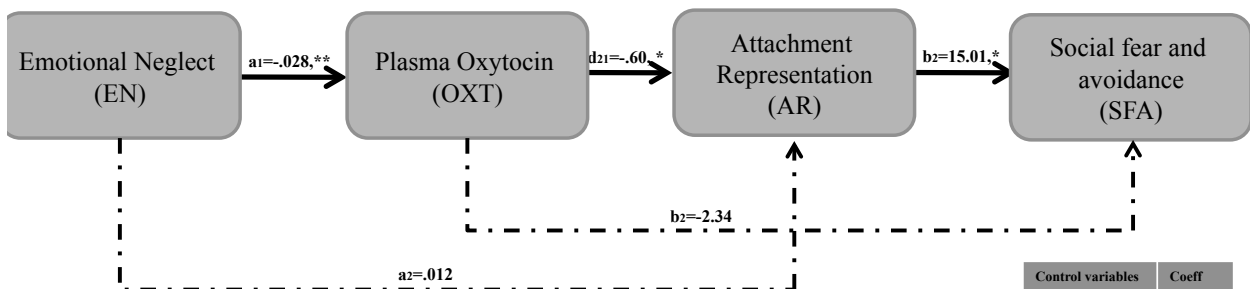 Emotional Neglect
(EN)
a1=-.028,**
Plasma Oxytocin
(OXT)
d21=-.60,*
Attachment
Representation
(AR)
b2=15.01,*
Social fear and
avoidance
(SFA)
b2=-2.34
a2=.012
Control variables Coeff